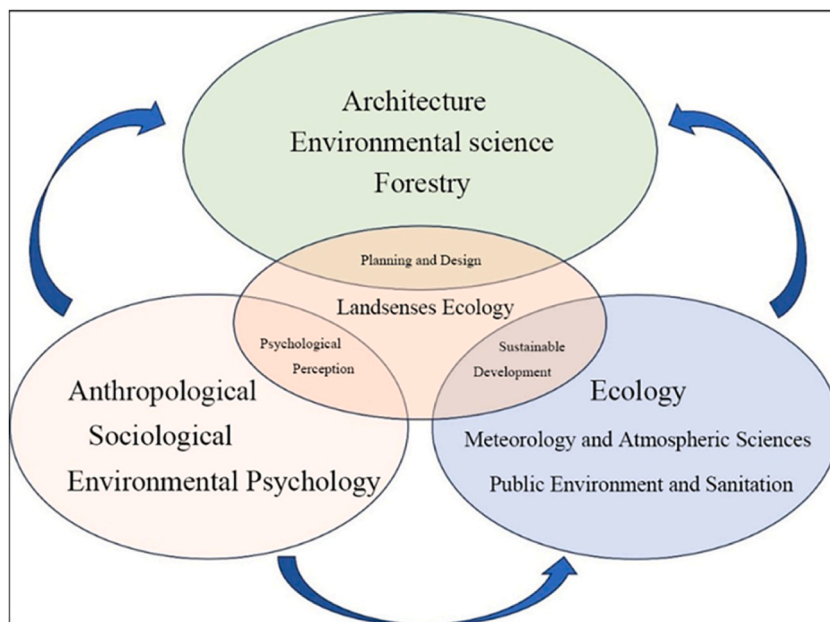 Architecture
Environmental science
Forestry
Planning and Design
Landsenses Ecology
Psychological
Perception
Sustainable
Development
Anthropological
Sociological
Environmental Psychology
Ecology
Meteorology and Atmospheric Sciences
Public Environment and Sanitation